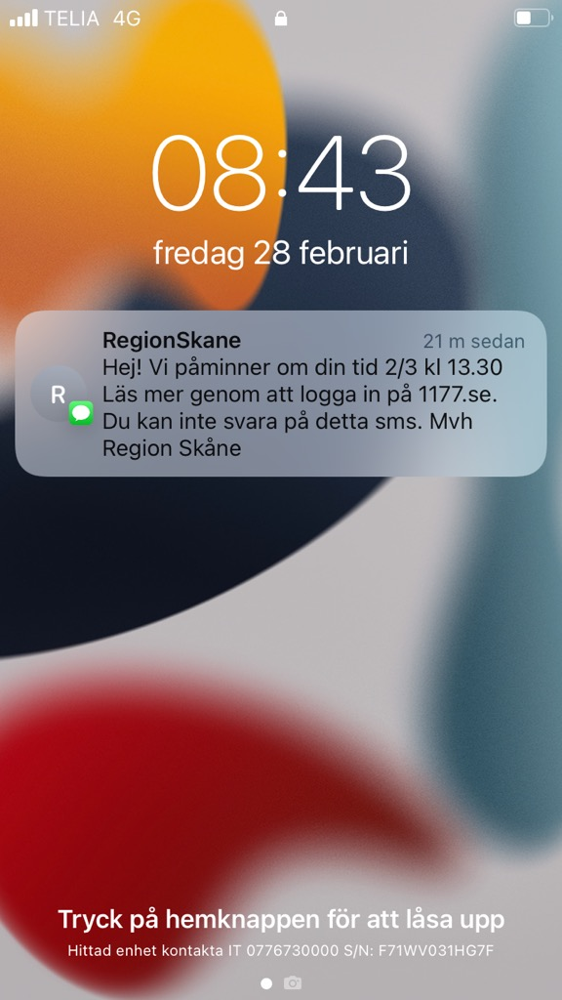 TELIA 4G
08:43
fredag 28 februari
RegionSkane 21 m sedan
Hej! Vi påminner om din tid 2/3 kl 13.30
Läs mer genom att logga in på 1177.se.
Du kan inte svara på detta sms. Mvh
Region Skåne
R
Tryck på hemknappen för att låsa upp
Hittad enhet kontakta IT 0776730000 S/N: F71WV031HG7F